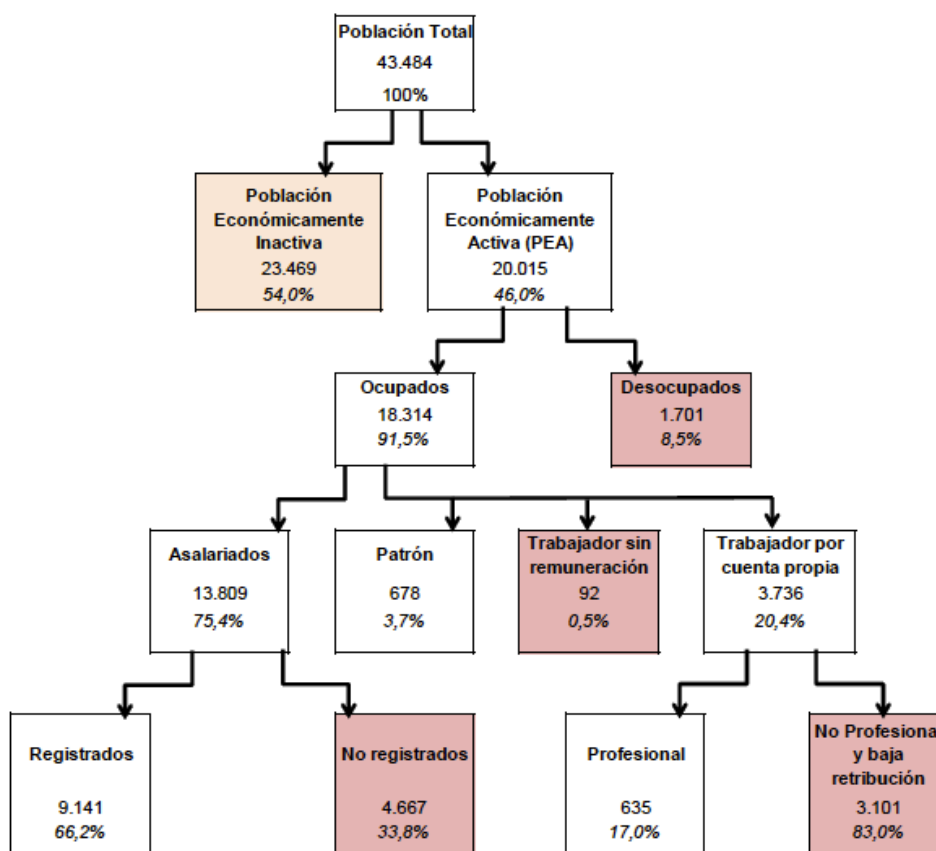 Población Total
43.484
100%
Población
Económicamente
Inactiva
23.469
54,0%
Población
Económicamente
Activa (PEA)
20.015
46,0%
Ocupados
18.314
91,5%
Desocupados
1.701
8,5%
Asalariados
13.809
75,4%
Patrón
678
3,7%
Trabajador sin
remuneración
92
0,5%
Trabajador por
cuenta propia
3.736
20,4%
Registrados
9.141
66,2%
No registrados
4.667
33,8%
Profesional
635
17,0%
No Profesiona
y baja
retribución
3.101
83,0%